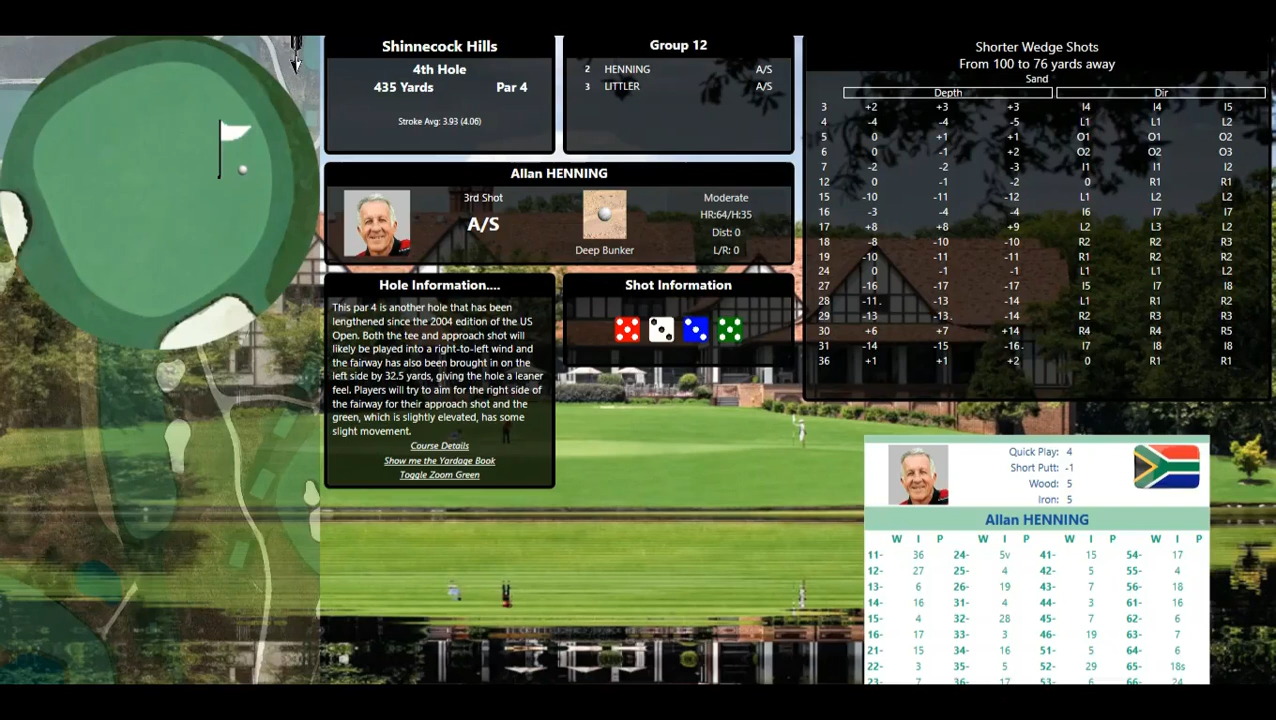 Shinnecock Hills
4th Hole
435 Yards Par 4
Stroke Avg: 3.93 (4.06)
Group 12
2 HENNING A/S
3 LITTLER A/S
Allan HENNING
3rd Shot
A/S
Deep Bunker
Moderate
HR:64/H:35
Dist: 0
L/R: 0
Hole Information....
This par 4 is another hole that has been
lengthened since the 2004 edition of the US
Open. Both the tee and approach shot will
likely be played into a right-to-left wind and
the fairway has also been brought in on the
left side by 32.5 yards, giving the hole a leaner
feel. Players will try to aim for the right side of
the fairway for their approach shot and the
green, which is slightly elevated, has some
slight movement.
Course Details
Show me the Yardage Book
Toggle Zoom Green
Shot Information
Shorter Wedge Shots
From 100 to 76 yards away
Sand
Depth Dir
3 +2 +3 +3 I4 I4 I5
4 -4 -4 -5 L1 L1 L2
5 0 +1 +1 O1 O1 O2
6 0 -1 +2 O2 O2 O3
7 -2 -2 -3 I1 I1 I2
12 0 -1 -2 0 R1 R1
15 -10 -11 -12 L1 L2 L2
16 -3 -4 -4 I6 I7 I7
17 +8 +8 +9 L2 L3 L2
18 -8 -10 -10 R2 R2 R3
19 -10 -11 -11 R1 R2 R2
24 0 -1 -1 L1 L1 L2
27 -16 -17 -17 I5 I7 I8
28 -11 -13 -14 L1 R1 R2
29 -13 -13 -14 R2 R3 R3
30 +6 +7 +14 R4 R4 R5
31 -14 -15 -16 I7 I8 I8
36 +1 +1 +2 0 R1 R1
Quick Play: 4
Short Putt: -1
Wood: 5
Iron: 5
Allan HENNING
W I P W I P W I P W I P
11- 36 24- 5v 41- 15 54- 17
12- 27 25- 4 42- 5 55- 4
13- 6 26- 19 43- 7 56- 18
14- 16 31- 4 44- 3 61- 16
15- 4 32- 28 45- 7 62- 6
16- 17 33- 3 46- 19 63- 7
21- 15 34- 16 51- 5 64- 6
22- 3 35- 5 52- 29 65- 18s
23- 7 36- 17 53- 6 66- 24